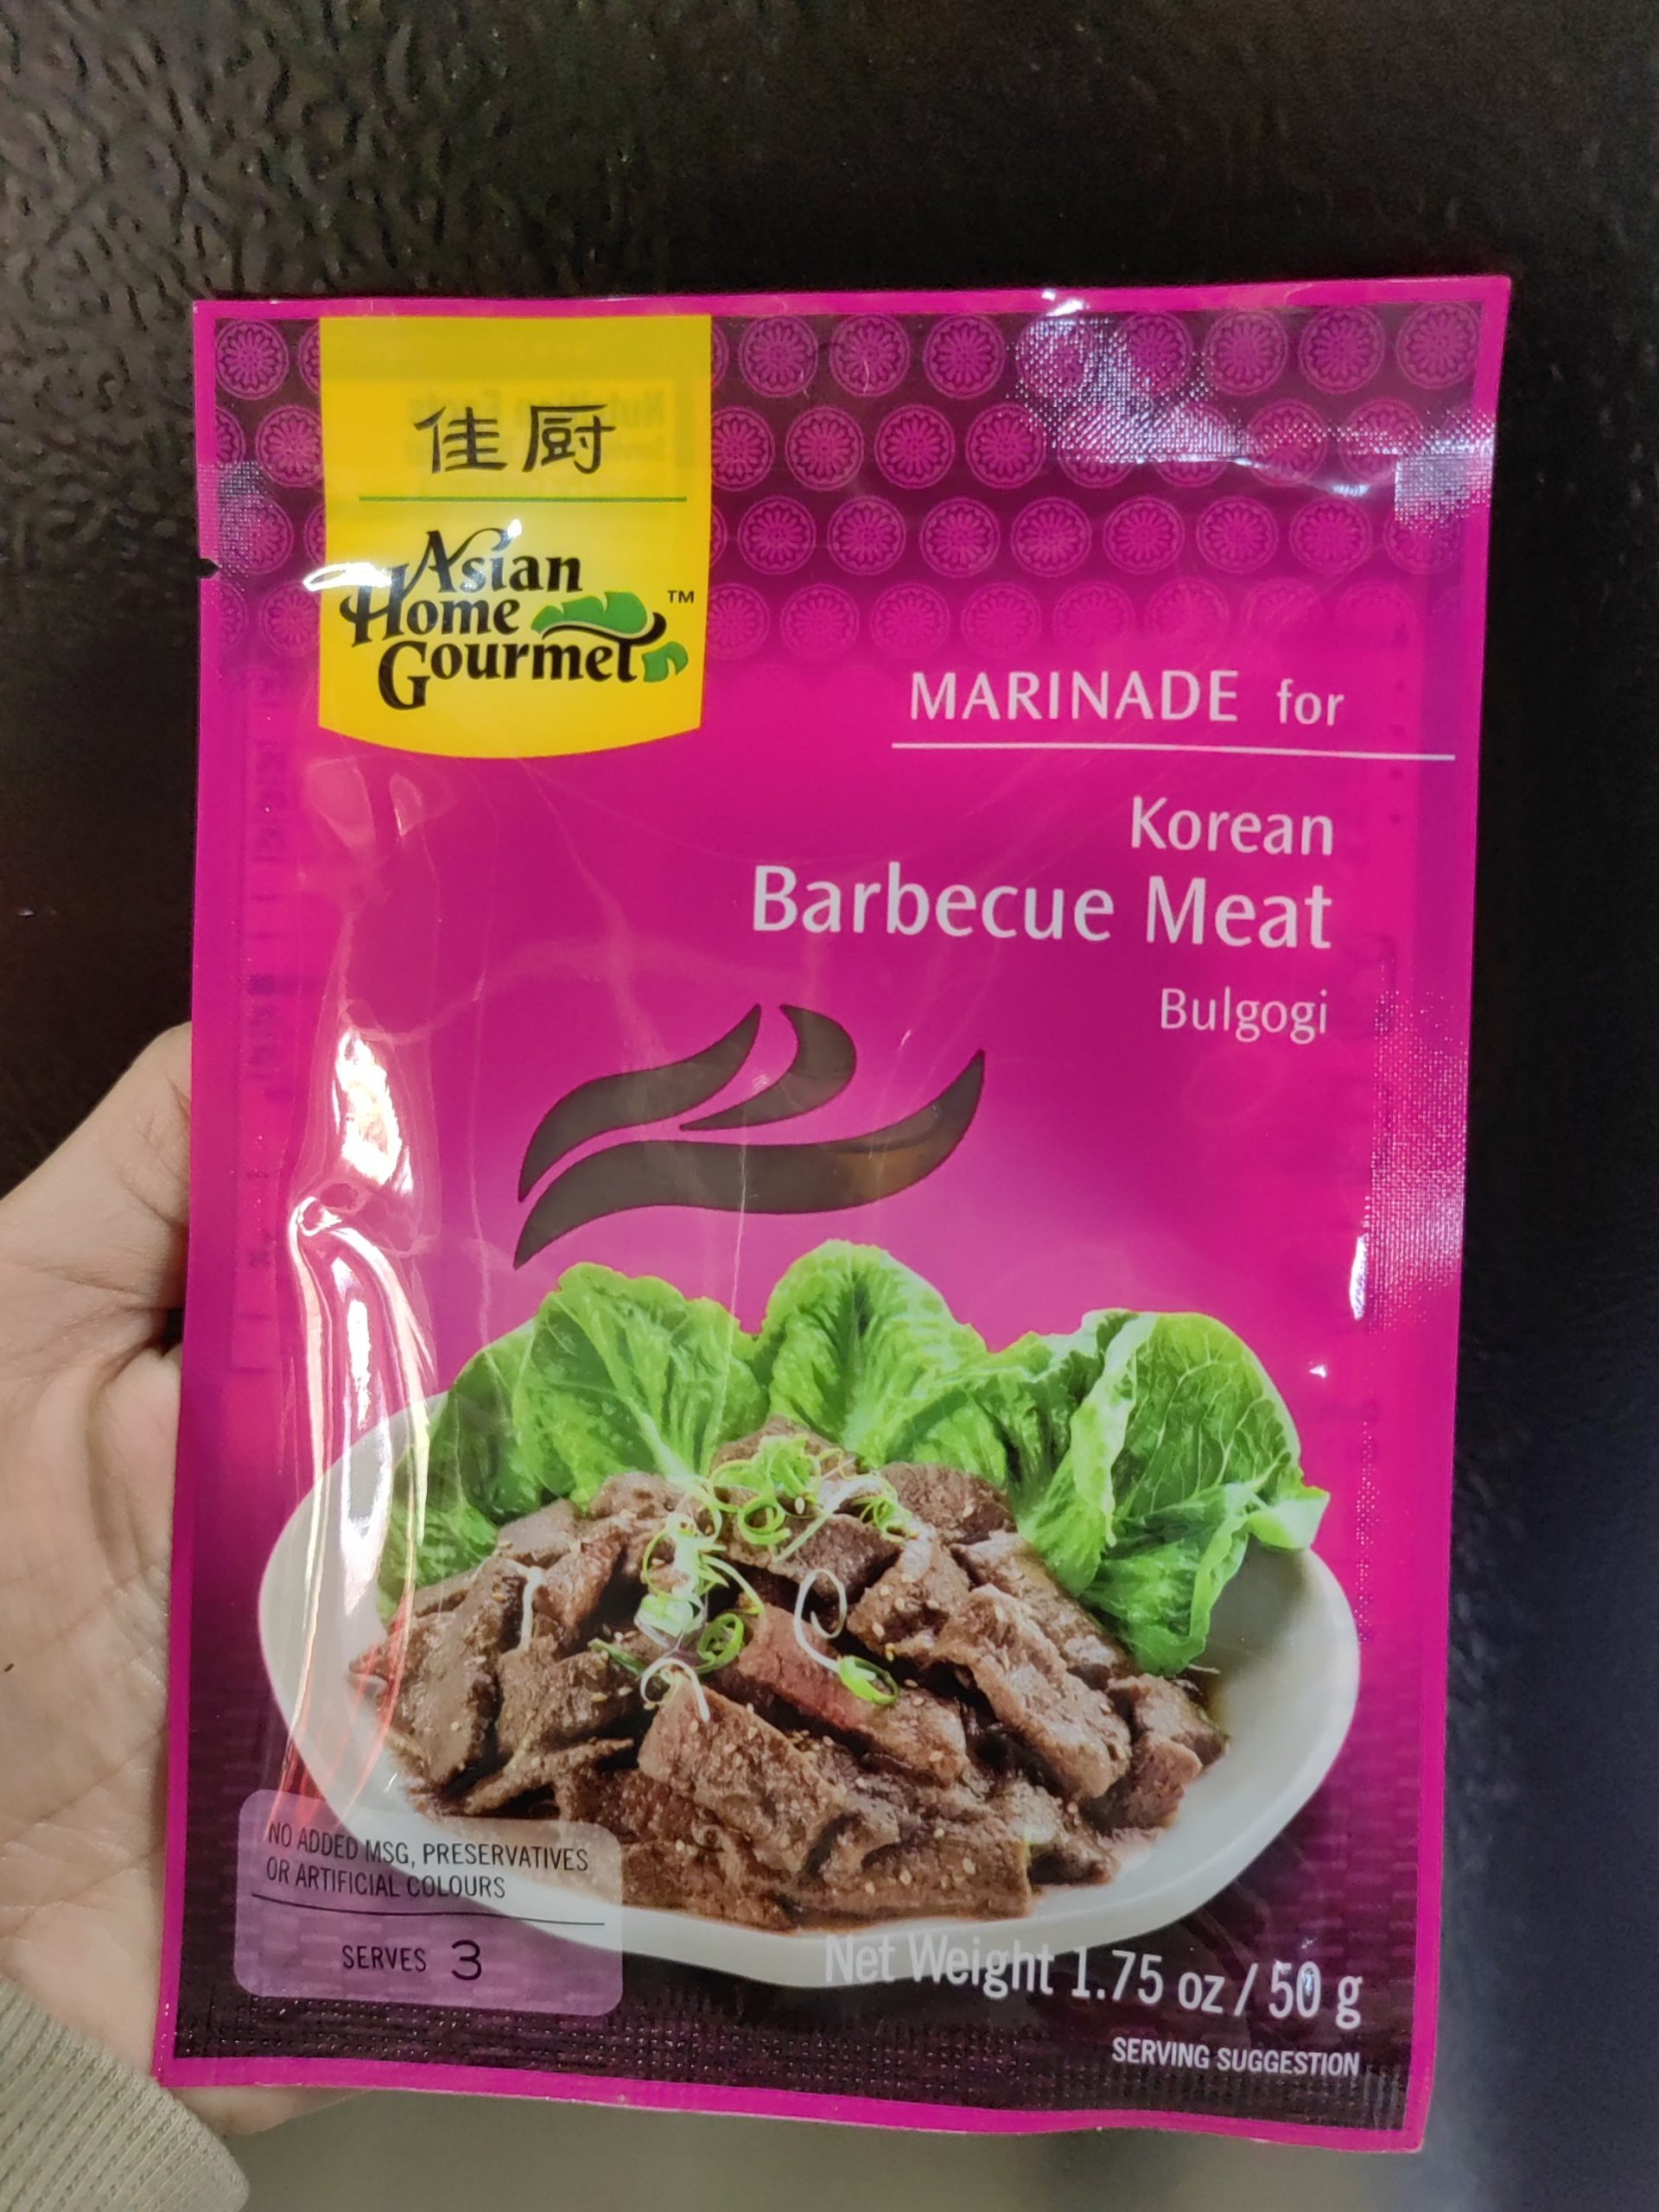 佳厨
Asian
Home
Gourmet
™
MARINADE for
Korean
Barbecue Meat
Bulgogi
NO ADDED MSG, PRESERVATIVES
OR ARTIFICIAL COLOURS
SERVES 3
Net Weight 1.75 oz / 50 g
SERVING SUGGESTION